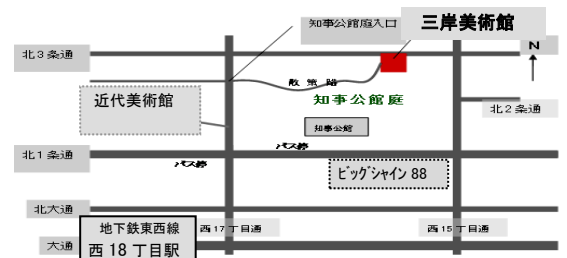 知事公館庭入口
三岸美術館
北3条通
N
散策路
近代美術館
知事公館庭
北2条通
知事公館
北1条通
バス停
バス停
ビッグシャイン 88
北大通
地下鉄東西線
西 18 丁目駅
西17丁目通
西15丁目通
大通